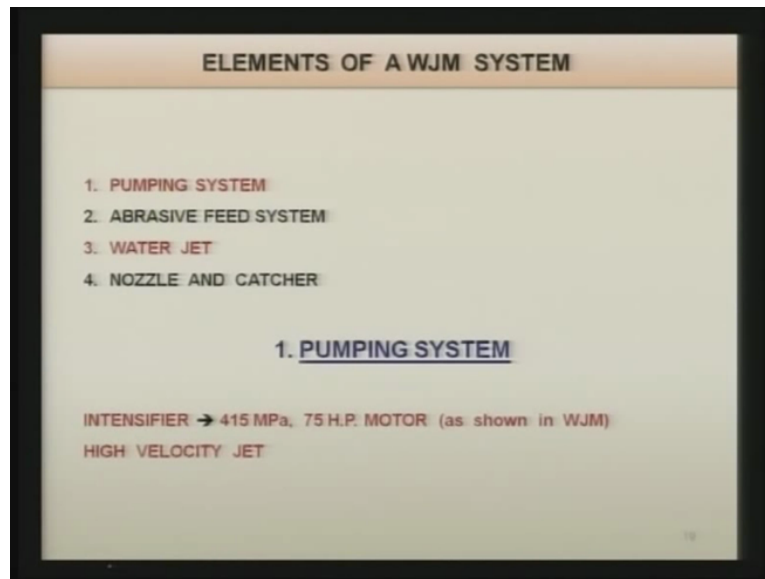 ELEMENTS OF A WJM SYSTEM
1. PUMPING SYSTEM
2. ABRASIVE FEED SYSTEM
3. WATER JET
4. NOZZLE AND CATCHER
1. PUMPING SYSTEM
INTENSIFIER → 415 MPa, 75 H.P. MOTOR (as shown in WJM)
HIGH VELOCITY JET